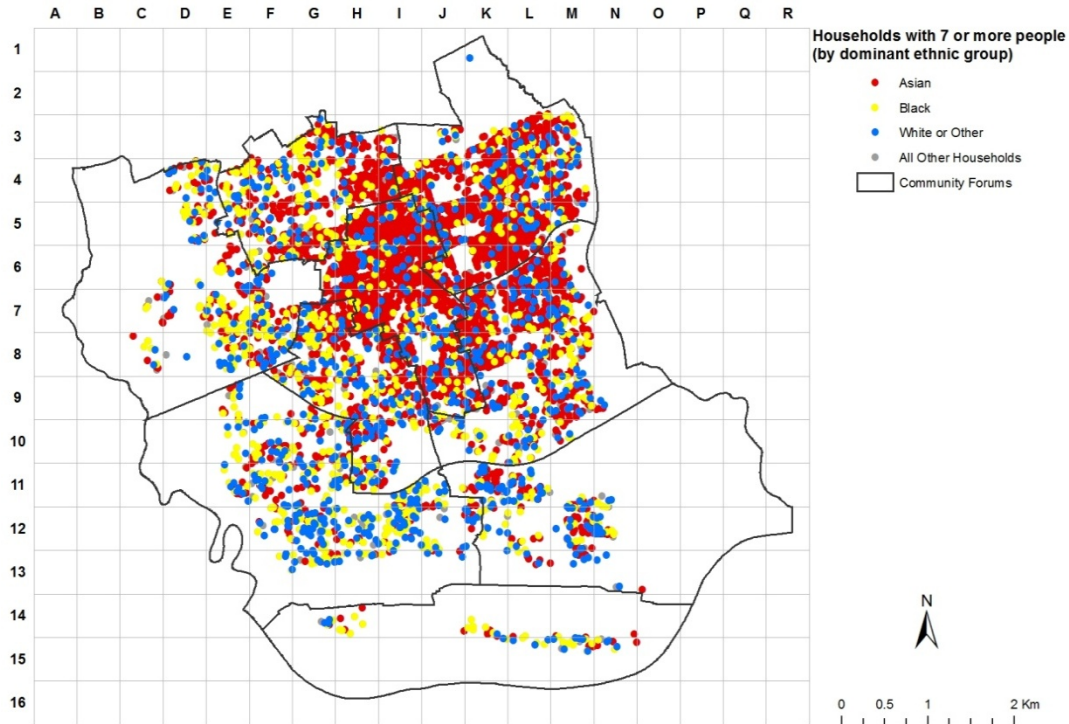 A B C D E F G H I J K L M N O P Q R
1
2
3
4
5
6
7
8
9
10
11
12
13
14
15
16
Households with 7 or more people
(by dominant ethnic group)
Asian
Black
White or Other
All Other Households
Community Forums
N
0 0.5 1 2 Km